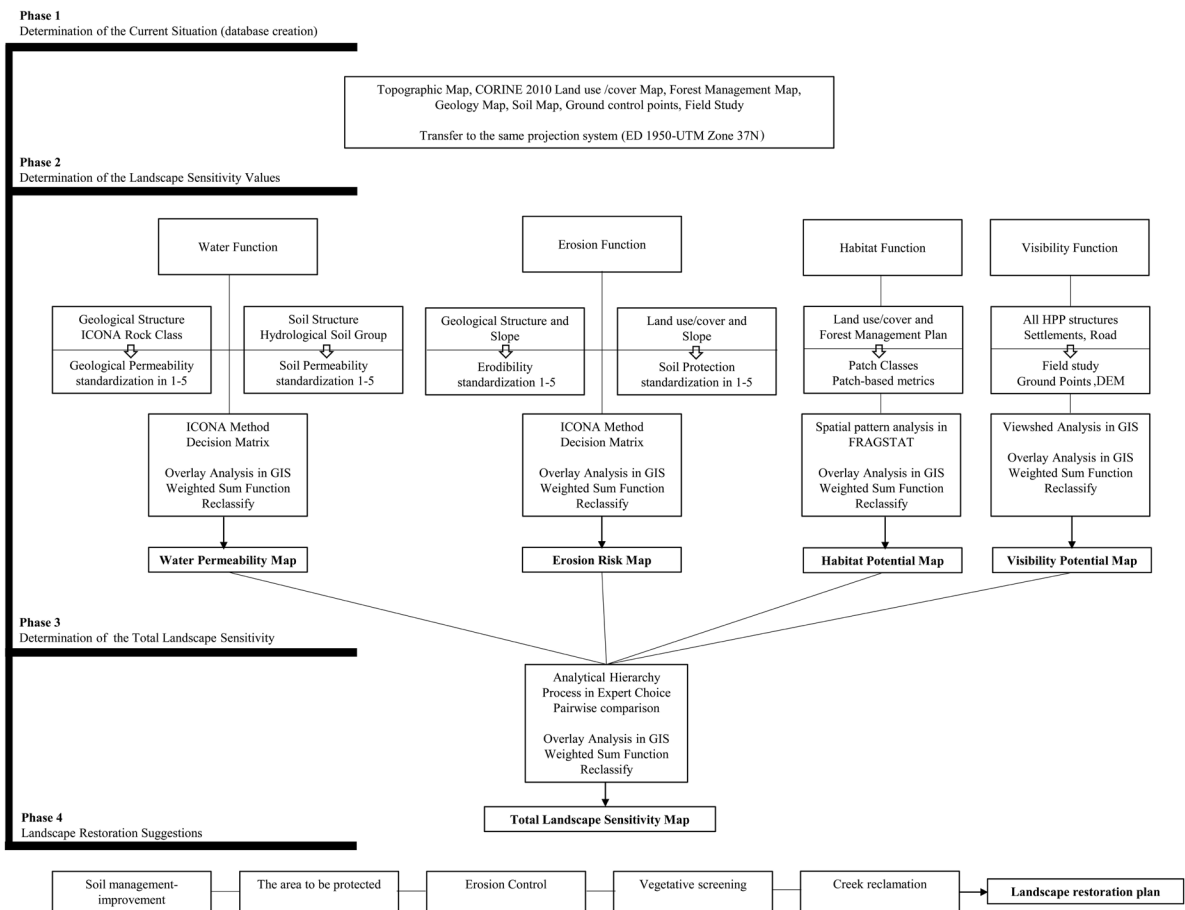 Phase 1
Determination of the Current Situation (database creation)
Topographic Map, CORINE 2010 Land use /cover Map, Forest Management Map,
Geology Map, Soil Map, Ground control points, Field Study
Transfer to the same projection system (ED 1950-UTM Zone 37N)
Phase 2
Determination of the Landscape Sensitivity Values
Water Function
Geological Structure
ICONA Rock Class
Geological Permeability
standardization in 1-5
Soil Structure
Hydrological Soil Group
Soil Permeability
standardization 1-5
ICONA Method
Decision Matrix
Overlay Analysis in GIS
Weighted Sum Function
Reclassify
Water Permeability Map
Erosion Function
Geological Structure and
Slope
Erodibility
standardization 1-5
Land use/cover and
Slope
Soil Protection
standardization in 1-5
ICONA Method
Decision Matrix
Overlay Analysis in GIS
Weighted Sum Function
Reclassify
Erosion Risk Map
Habitat Function
Land use/cover and
Forest Management Plan
Patch Classes
Patch-based metrics
Spatial pattern analysis in
FRAGSTAT
Overlay Analysis in GIS
Weighted Sum Function
Reclassify
Habitat Potential Map
Visibility Function
All HPP structures
Settlements, Road
Field study
Ground Points ,DEM
Viewshed Analysis in GIS
Overlay Analysis in GIS
Weighted Sum Function
Reclassify
Visibility Potential Map
Phase 3
Determination of the Total Landscape Sensitivity
Analytical Hierarchy
Process in Expert Choice
Pairwise comparison
Overlay Analysis in GIS
Weighted Sum Function
Reclassify
Total Landscape Sensitivity Map
Phase 4
Landscape Restoration Suggestions
Soil management-
improvement
The area to be protected
Erosion Control
Vegetative screening
Creek reclamation
Landscape restoration plan